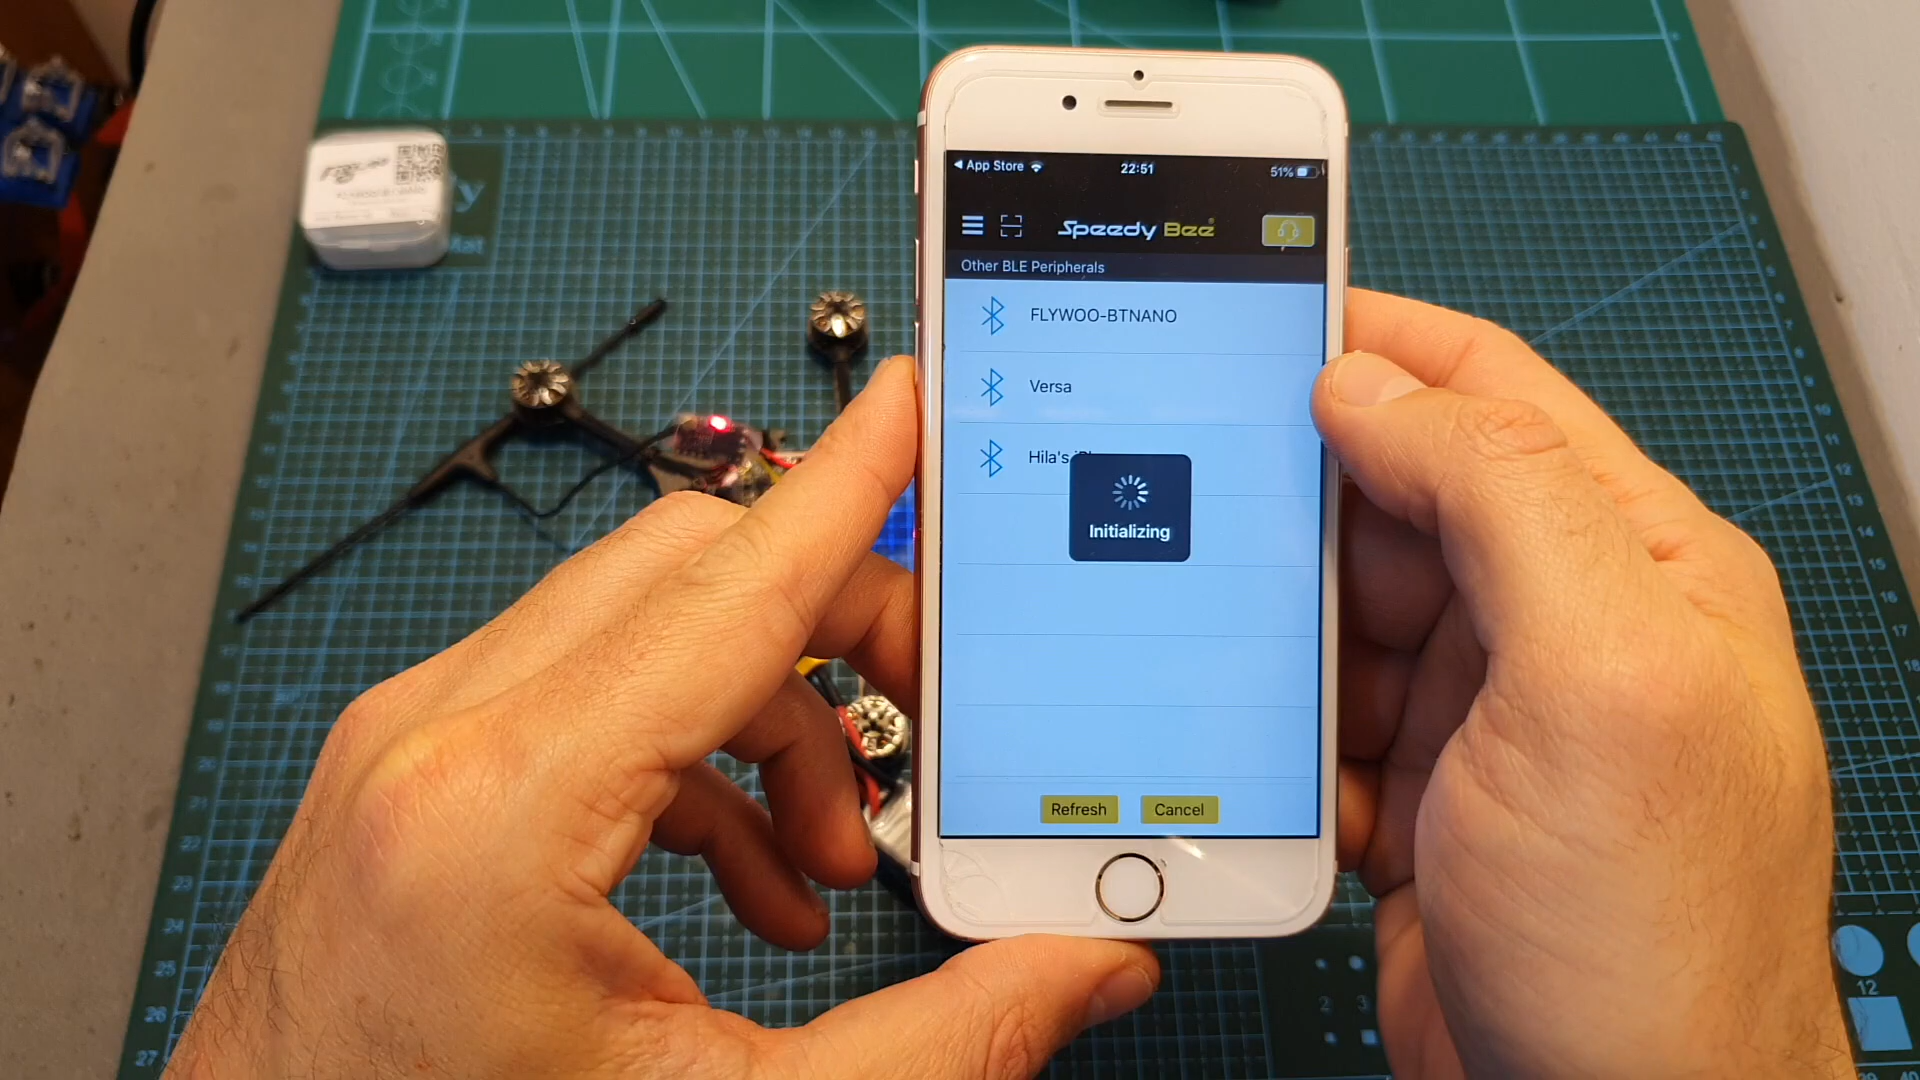 App Store
22:51
51%
Speedy Bee
Other BLE Peripherals
FLYWOO-BTNANO
Versa
Hila's
Initializing
Refresh
Cancel